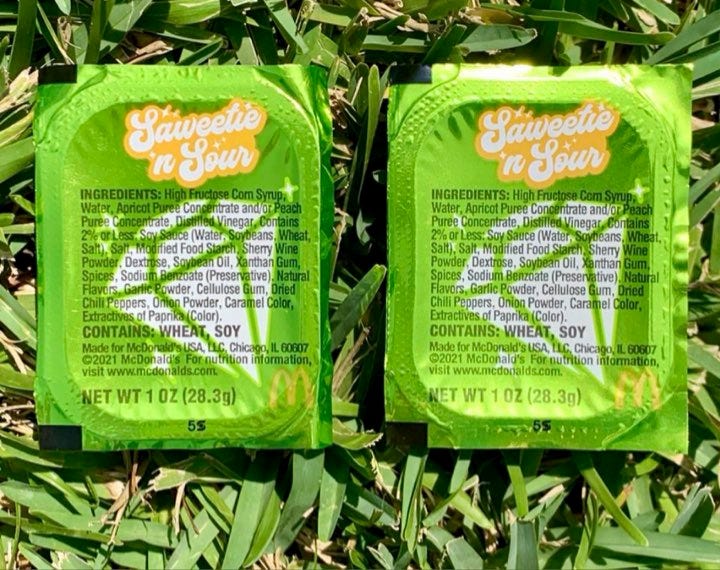 Saweetie
'n Sour
INGREDIENTS: High Fructose Corn Syrup,
Water, Apricot Puree Concentrate and/or Peach
Puree Concentrate, Distilled Vinegar, Contains
2% or Less: Soy Sauce (Water, Soybeans, Wheat,
Salt), Salt, Modified Food Starch, Sherry Wine
Powder, Dextrose, Soybean Oil, Xanthan Gum,
Spices, Sodium Benzoate (Preservative), Natural
Flavors, Garlic Powder, Cellulose Gum, Dried
Chili Peppers, Onion Powder, Caramel Color,
Extractives of Paprika (Color).
CONTAINS: WHEAT, SOY
Made for McDonald's USA, LLC, Chicago, IL 60607
©2021 McDonald's For nutrition information,
visit www.mcdonalds.com.
NET WT 1 OZ (28.3g)
Saweetie
'n Sour
INGREDIENTS: High Fructose Corn Syrup,
Water, Apricot Puree Concentrate and/or Peach
Puree Concentrate, Distilled Vinegar, Contains
2% or Less: Soy Sauce (Water, Soybeans, Wheat,
Salt), Salt, Modified Food Starch, Sherry Wine
Powder, Dextrose, Soybean Oil, Xanthan Gum,
Spices, Sodium Benzoate (Preservative), Natural
Flavors, Garlic Powder, Cellulose Gum, Dried
Chili Peppers, Onion Powder, Caramel Color,
Extractives of Paprika (Color).
CONTAINS: WHEAT, SOY
Made for McDonald's USA, LLC, Chicago, IL 60607
©2021 McDonald's For nutrition information,
visit www.mcdonalds.com.
NET WT 1 OZ (28.3g)